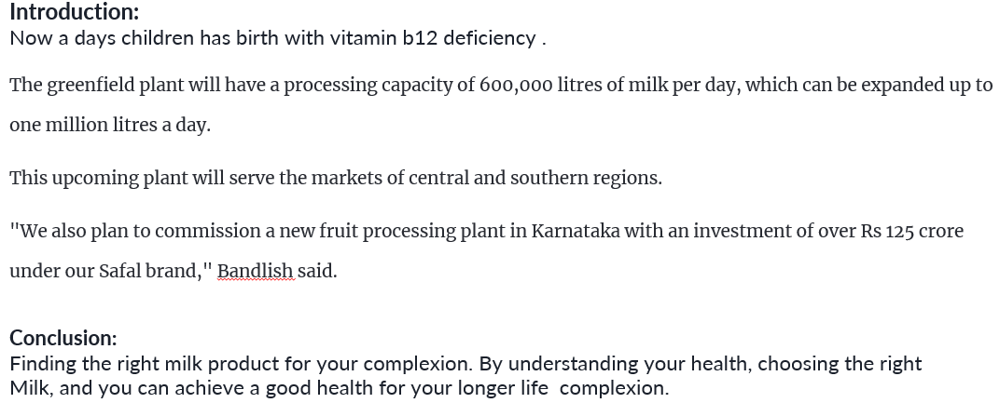 Introduction:
Now a days children has birth with vitamin b12 deficiency .
The greenfield plant will have a processing capacity of 600,000 litres of milk per day, which can be expanded up to
one million litres a day.
This upcoming plant will serve the markets of central and southern regions.
"We also plan to commission a new fruit processing plant in Karnataka with an investment of over Rs 125 crore
under our Safal brand," Bandlish said.
Conclusion:
Finding the right milk product for your complexion. By understanding your health, choosing the right
Milk, and you can achieve a good health for your longer life  complexion.